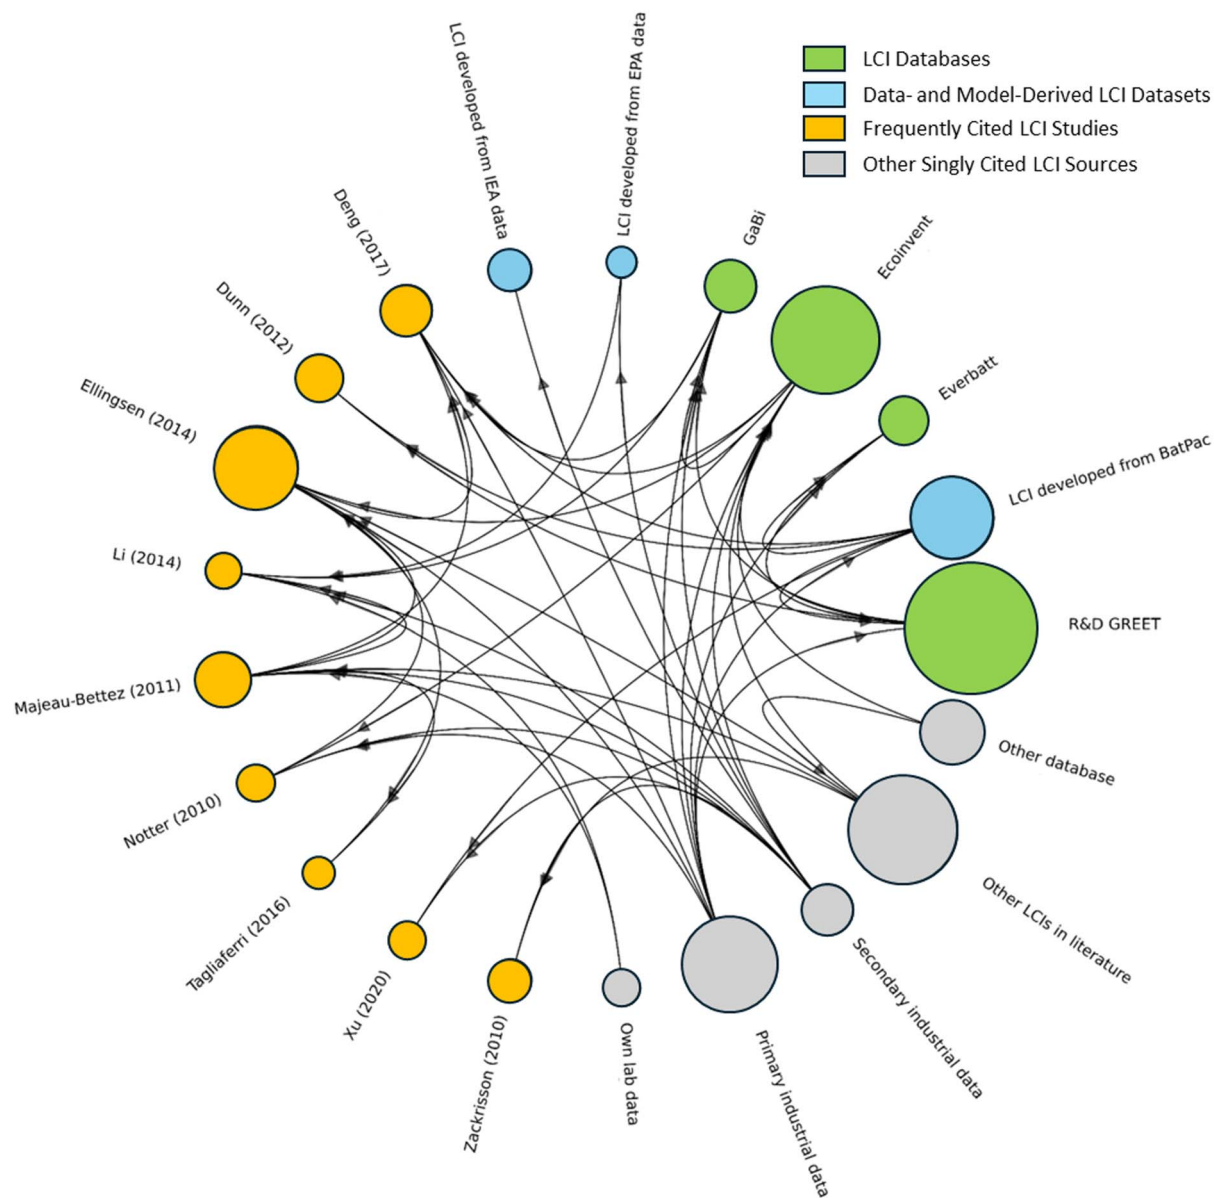 LCI Databases
Data- and Model-Derived LCI Datasets
Frequently Cited LCI Studies
Other Singly Cited LCI Sources
LCI developed from IEA data
LCI developed from EPA data
GaBi
Ecoinvent
Everbatt
LCI developed from BatPac
R&D GREET
Other database
Other LCIs in literature
Secondary industrial data
Primary industrial data
Own lab data
Zackrisson (2010)
Xu (2020)
Tagliaferri (2016)
Notter (2010)
Majeau-Bettez (2011)
Li (2014)
Ellingsen (2014)
Dunn (2012)
Deng (2017)